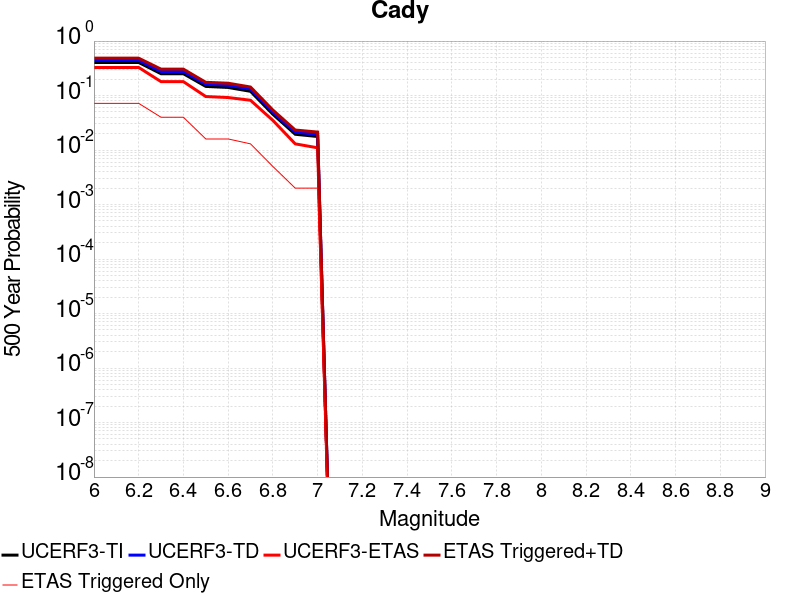 Cady
10^0
10^-1
10^-2
10^-3
10^-4
10^-5
10^-6
10^-7
10^-8
500 Year Probability
6 6.2 6.4 6.6 6.8 7 7.2 7.4 7.6 7.8 8 8.2 8.4 8.6 8.8 9
Magnitude
UCERF3-TI UCERF3-TD UCERF3-ETAS ETAS Triggered+TD
ETAS Triggered Only